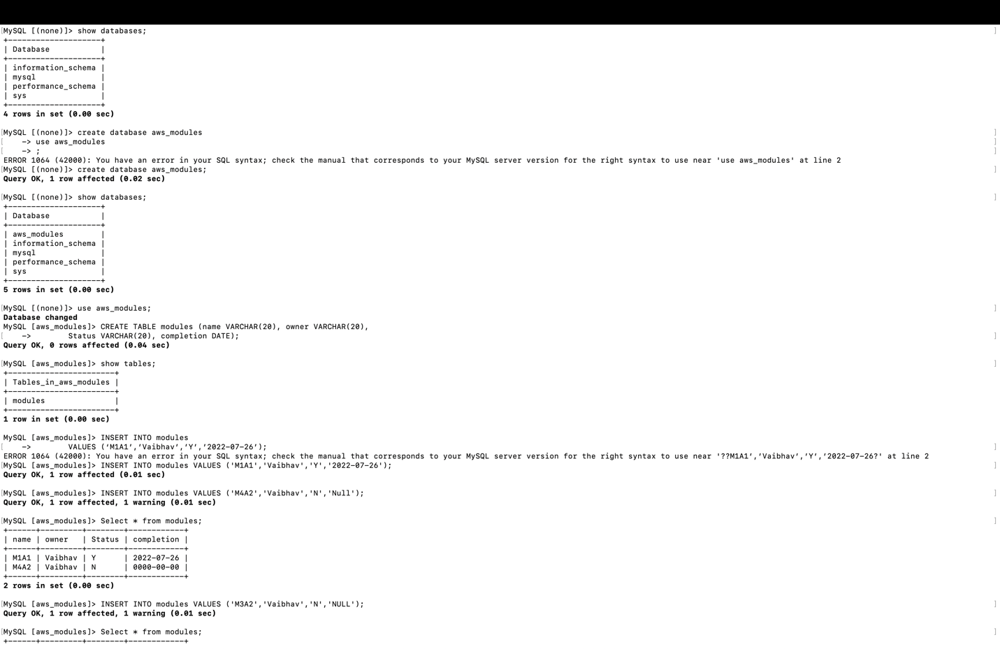 [MySQL [(none)]> show databases; ]
+--------------------+
| Database           |
+--------------------+
| information_schema |
| mysql              |
| performance_schema |
| sys                |
+--------------------+
4 rows in set (0.00 sec)
[MySQL [(none)]> create database aws_modules ]
[    -> use aws_modules ]
[    -> ; ]
ERROR 1064 (42000): You have an error in your SQL syntax; check the manual that corresponds to your MySQL server version for the right syntax to use near 'use aws_modules' at line 2
[MySQL [(none)]> create database aws_modules; ]
Query OK, 1 row affected (0.02 sec)
[MySQL [(none)]> show databases; ]
+--------------------+
| Database           |
+--------------------+
| aws_modules        |
| information_schema |
| mysql              |
| performance_schema |
| sys                |
+--------------------+
5 rows in set (0.00 sec)
[MySQL [(none)]> use aws_modules; ]
Database changed
MySQL [aws_modules]> CREATE TABLE modules (name VARCHAR(20), owner VARCHAR(20),
[    ->        Status VARCHAR(20), completion DATE); ]
Query OK, 0 rows affected (0.04 sec)
[MySQL [aws_modules]> show tables; ]
+-----------------------+
| Tables_in_aws_modules |
+-----------------------+
| modules               |
+-----------------------+
1 row in set (0.00 sec)
MySQL [aws_modules]> INSERT INTO modules
[    ->        VALUES (‘M1A1’,’Vaibhav’,’Y’,’2022-07-26’); ]
ERROR 1064 (42000): You have an error in your SQL syntax; check the manual that corresponds to your MySQL server version for the right syntax to use near '??M1A1’,’Vaibhav’,’Y’,’2022-07-26?' at line 2
[MySQL [aws_modules]> INSERT INTO modules VALUES ('M1A1','Vaibhav','Y','2022-07-26'); ]
Query OK, 1 row affected (0.01 sec)
[MySQL [aws_modules]> INSERT INTO modules VALUES ('M4A2','Vaibhav','N','Null'); ]
Query OK, 1 row affected, 1 warning (0.01 sec)
[MySQL [aws_modules]> Select * from modules; ]
+------+---------+--------+------------+
| name | owner   | Status | completion |
+------+---------+--------+------------+
| M1A1 | Vaibhav | Y      | 2022-07-26 |
| M4A2 | Vaibhav | N      | 0000-00-00 |
+------+---------+--------+------------+
2 rows in set (0.00 sec)
[MySQL [aws_modules]> INSERT INTO modules VALUES ('M3A2','Vaibhav','N','NULL'); ]
Query OK, 1 row affected, 1 warning (0.01 sec)
[MySQL [aws_modules]> Select * from modules; ]
+------+---------+--------+------------+